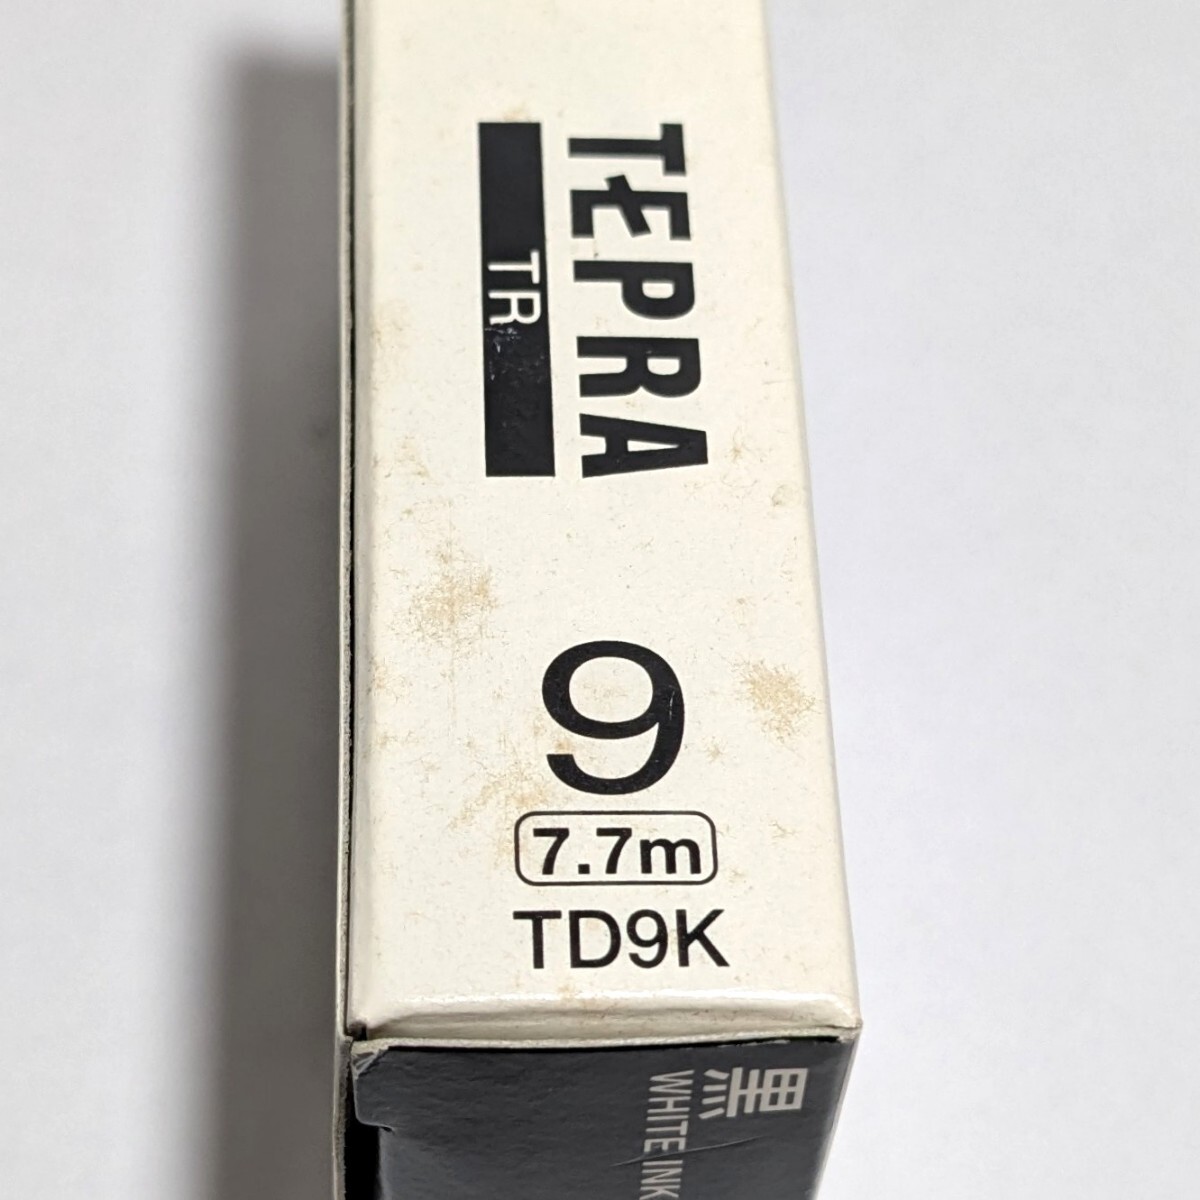 TEPRA
TR
9
7.7m
TD9K
黒
WHITE INK